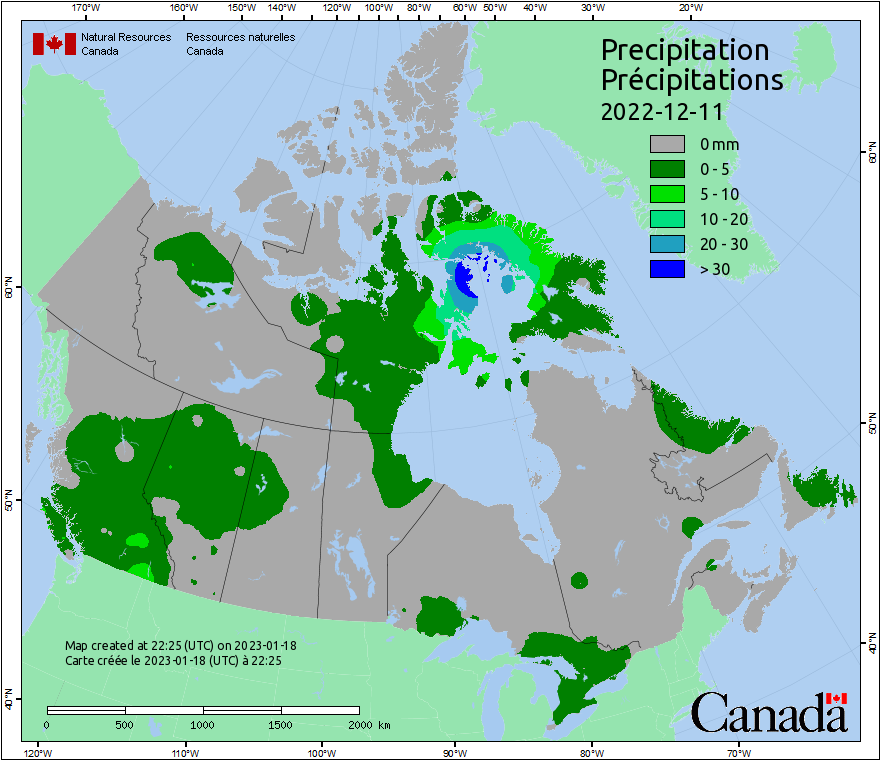 170°W 160°W 150°W 140°W 130°W 120°W 110°W 100°W 90°W 80°W 60°W 50°W 40°W 30°W 20°W
Natural Resources Ressources naturelles
Canada Canada
Precipitation
Précipitations
2022-12-11
0 mm
0 - 5
5 - 10
10 - 20
20 - 30
> 30
60°N
60°N
50°N
50°N
40°N
40°N
Map created at 22:25 (UTC) on 2023-01-18
Carte créée le 2023-01-18 (UTC) à 22:25
0 500 1000 1500 2000 km
Canada
120°W 110°W 100°W 90°W 80°W 70°W